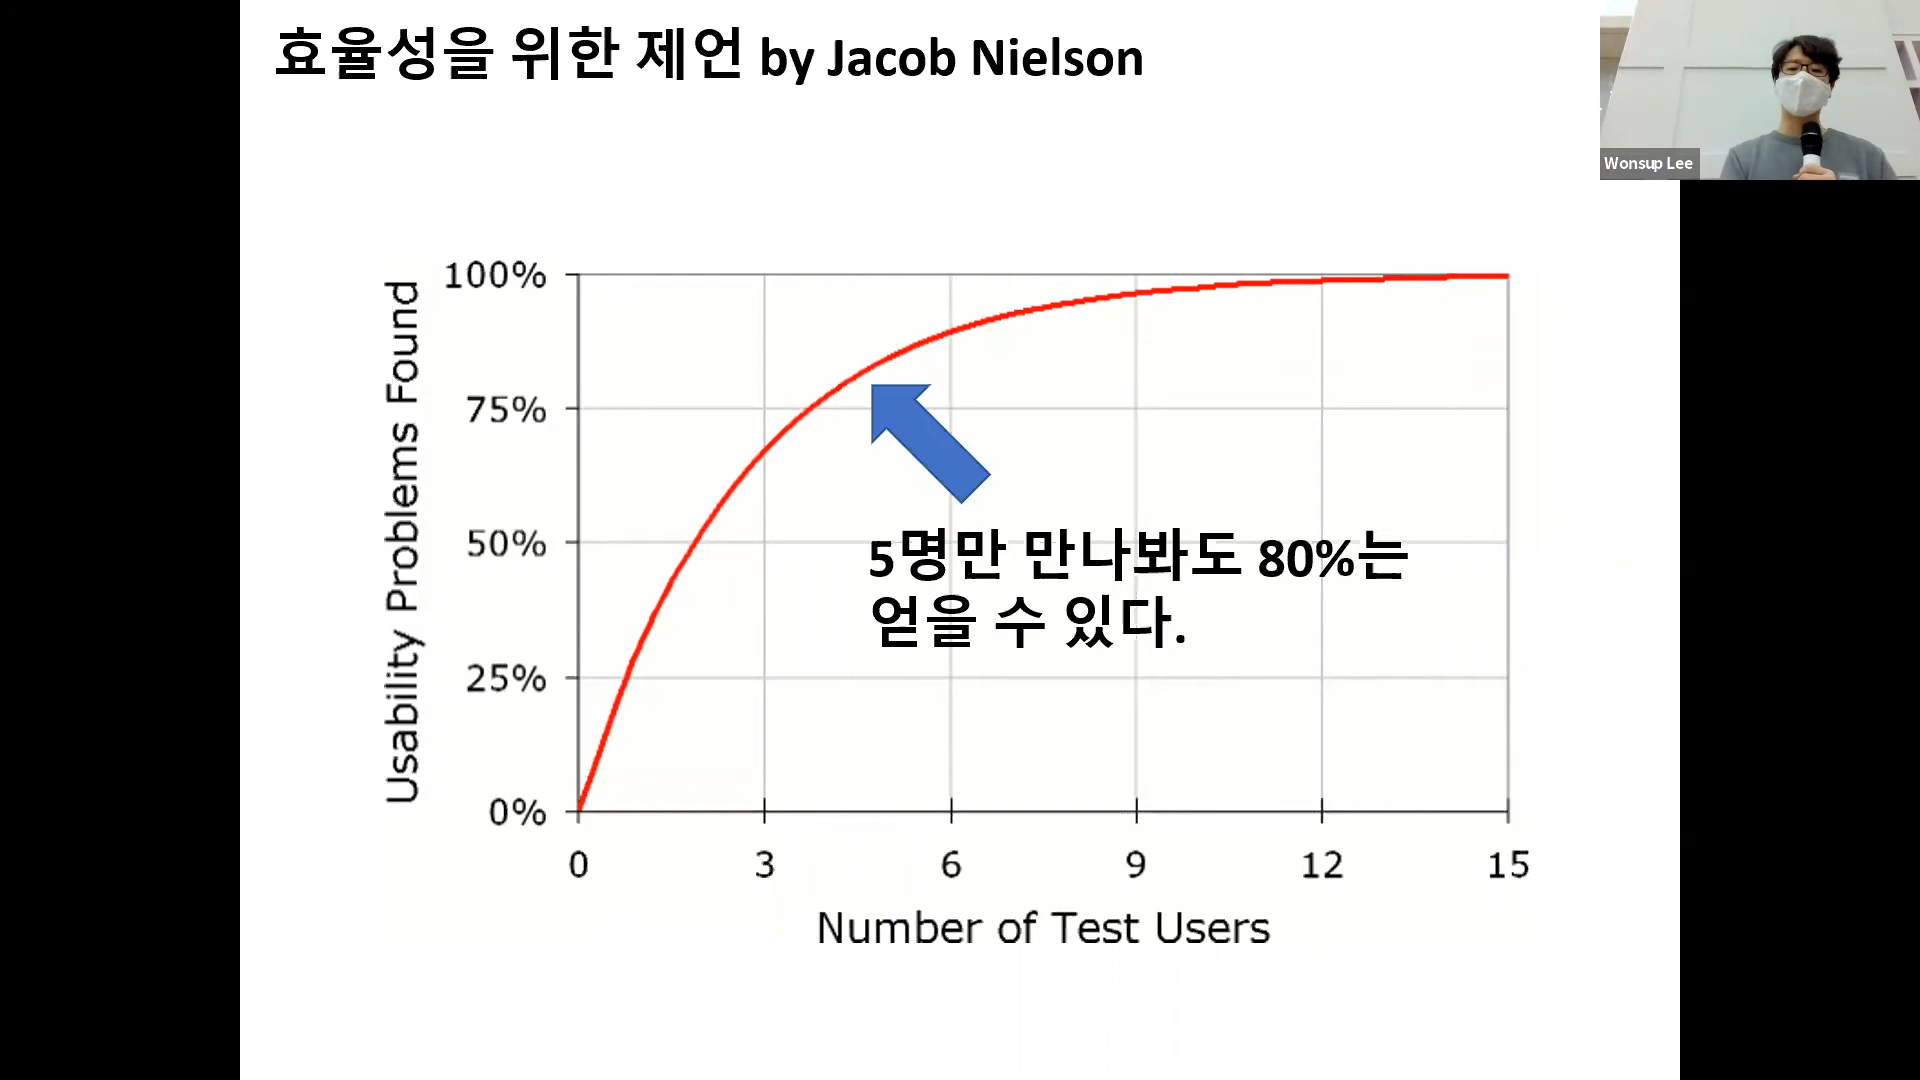 효율성을 위한 제언 by Jacob Nielson
Wonsup Lee
Usability Problems Found
100%
75%
50%
25%
0%
5명만 만나봐도 80%는
얻을 수 있다.
0 3 6 9 12 15
Number of Test Users